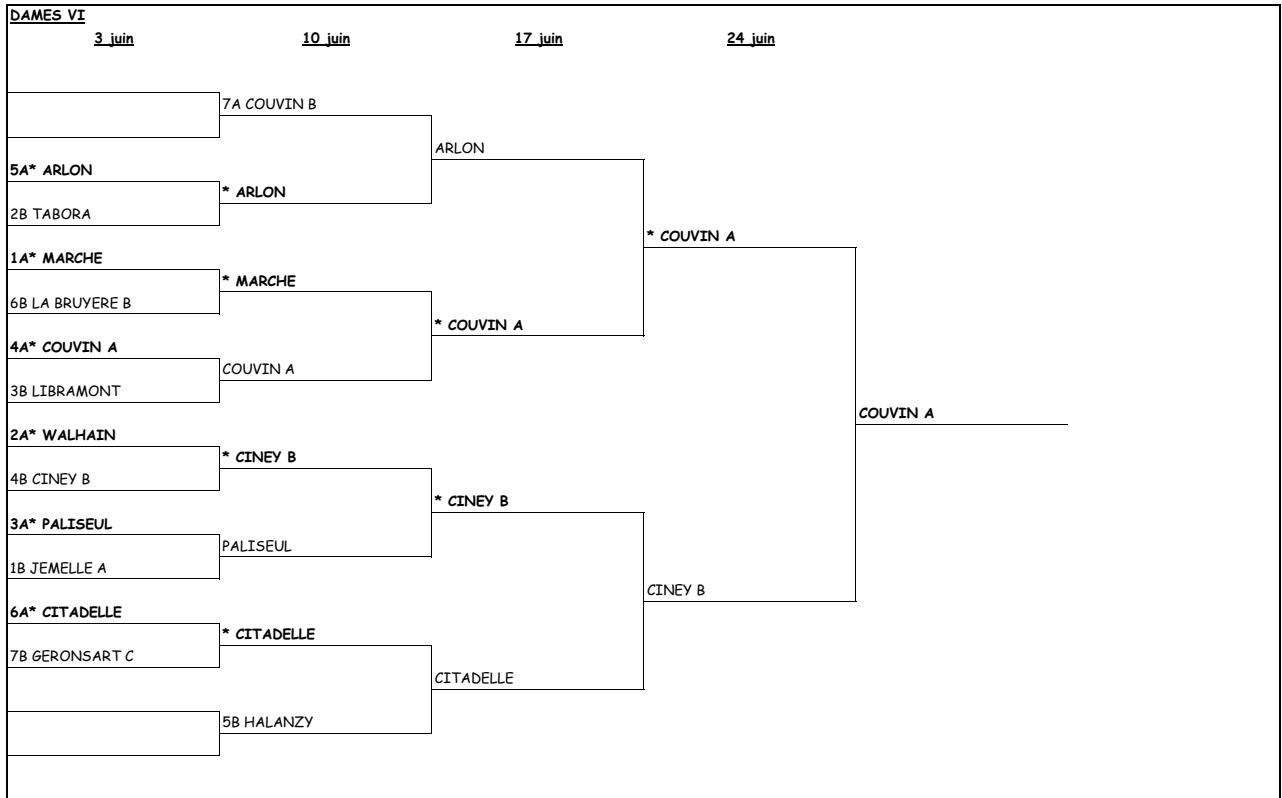 DAMES VI
3 juin 10 juin 17 juin 24 juin
7A COUVIN B
ARLON
5A* ARLON
* ARLON
2B TABORA
* COUVIN A
1A* MARCHE
* MARCHE
6B LA BRUYERE B
* COUVIN A
4A* COUVIN A
COUVIN A
3B LIBRAMONT
COUVIN A
2A* WALHAIN
* CINEY B
4B CINEY B
* CINEY B
3A* PALISEUL
PALISEUL
1B JEMELLE A
CINEY B
6A* CITADELLE
* CITADELLE
7B GERONSART C
CITADELLE
5B HALANZY